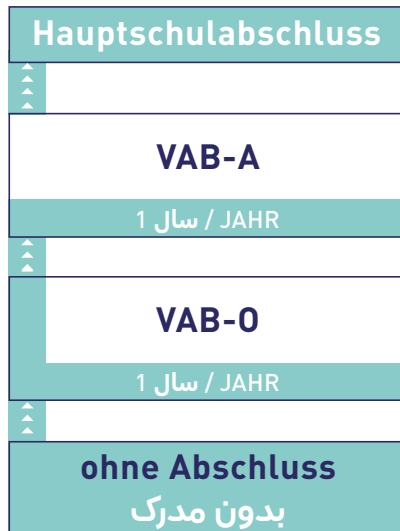 Hauptschulabschluss
VAB-A
1 سال / JAHR
VAB-O
1 سال / JAHR
ohne Abschluss
بدون مدرک